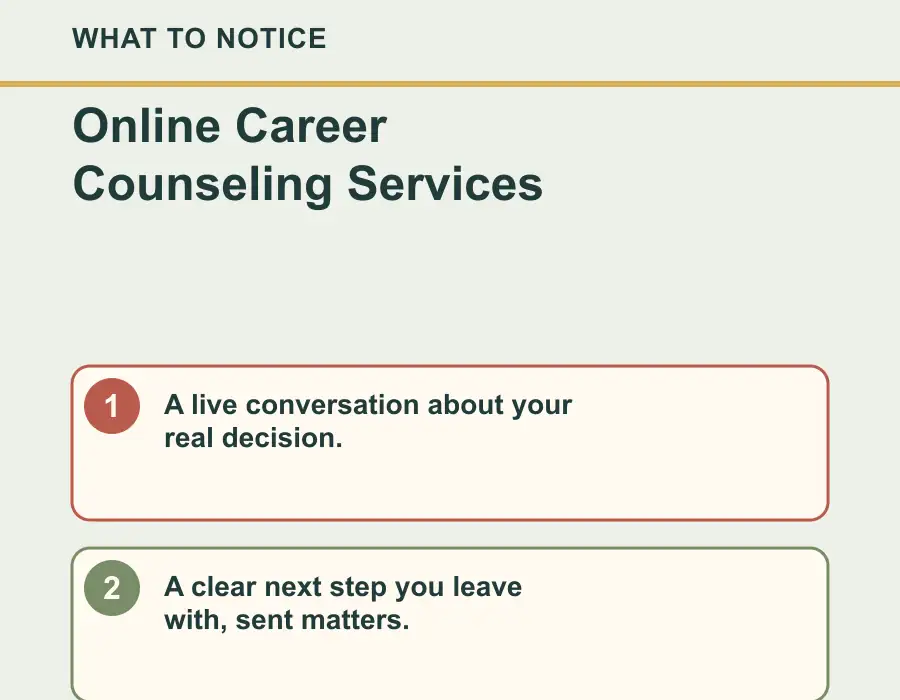 WHAT TO NOTICE
Online Career
Counseling Services
1
A live conversation about your
real decision.
2
A clear next step you leave
with, sent matters.